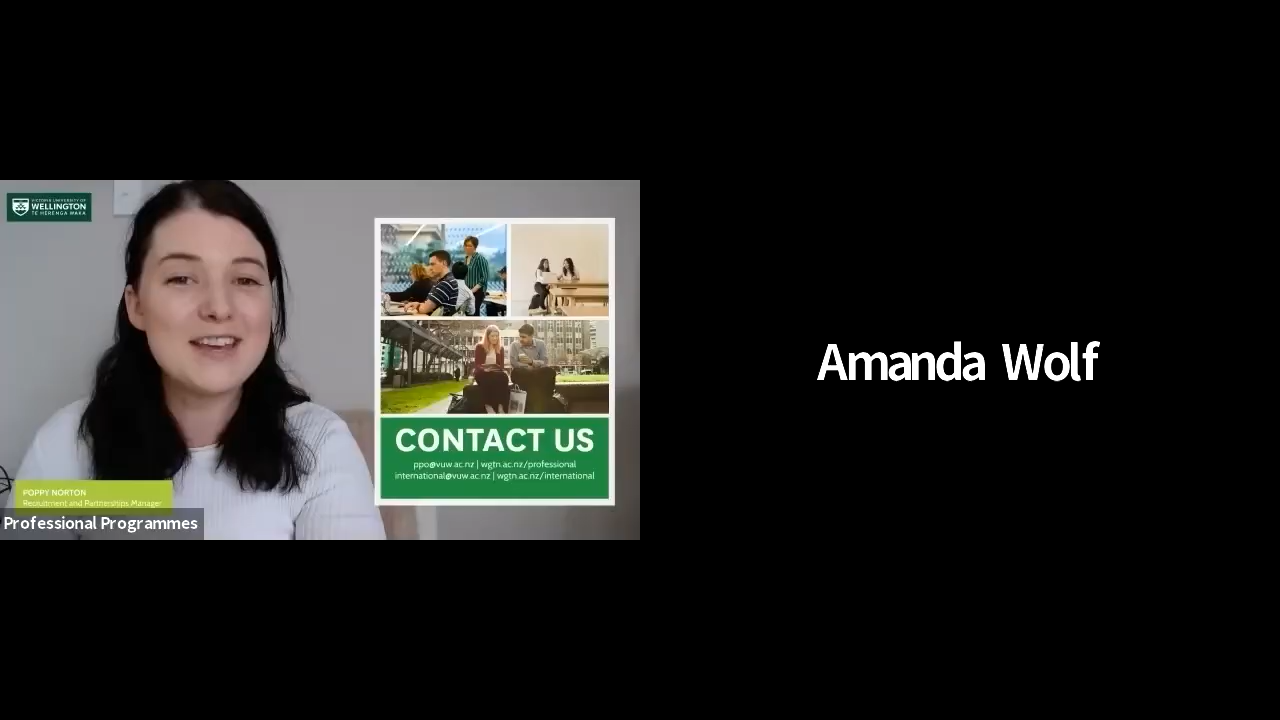 VICTORIA UNIVERSITY OF
WELLINGTON
TE HERENGA WAKA
CONTACT US
ppo@vuw.ac.nz | wgtn.ac.nz/professional
international@vuw.ac.nz | wgtn.ac.nz/international
POPPY NORTON
Recruitment and Partnerships Manager
Professional Programmes
Amanda Wolf